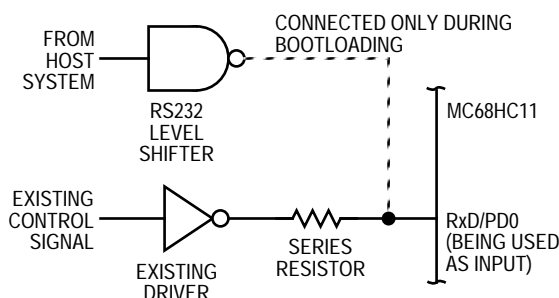 FROM
HOST
SYSTEM
RS232
LEVEL
SHIFTER
CONNECTED ONLY DURING
BOOTLOADING
MC68HC11
EXISTING
CONTROL
SIGNAL
EXISTING
DRIVER
SERIES
RESISTOR
RxD/PD0
(BEING USED
AS INPUT)